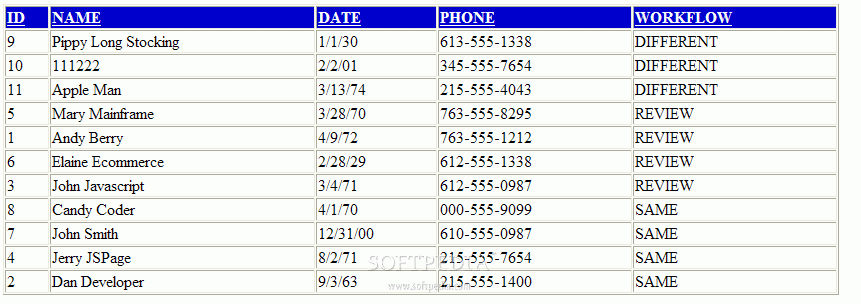 ID NAME DATE PHONE WORKFLOW
9 Pippy Long Stocking 1/1/30 613-555-1338 DIFFERENT
10 111222 2/2/01 345-555-7654 DIFFERENT
11 Apple Man 3/13/74 215-555-4043 DIFFERENT
5 Mary Mainframe 3/28/70 763-555-8295 REVIEW
1 Andy Berry 4/9/72 763-555-1212 REVIEW
6 Elaine Ecommerce 2/28/29 612-555-1338 REVIEW
3 John Javascript 3/4/71 612-555-0987 REVIEW
8 Candy Coder 4/1/70 000-555-9099 SAME
7 John Smith 12/31/00 610-555-0987 SAME
4 Jerry JSPage 8/2/71 215-555-7654 SAME
SOFTPEDIA
2 Dan Developer 9/3/63 215-555-1400 SAME
www.softpedia.com